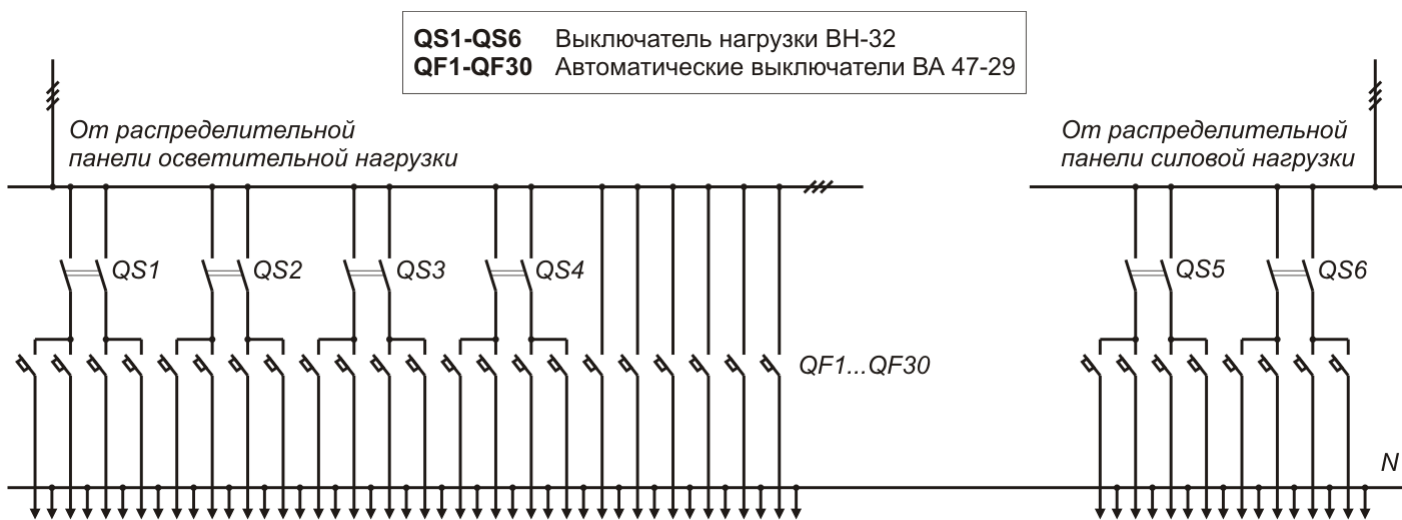 QS1-QS6 Выключатель нагрузки ВН-32
QF1-QF30 Автоматические выключатели ВА 47-29
От распределительной
панели осветительной нагрузки
От распределительной
панели силовой нагрузки
QS1
QS2
QS3
QS4
QS5
QS6
QF1...QF30
N